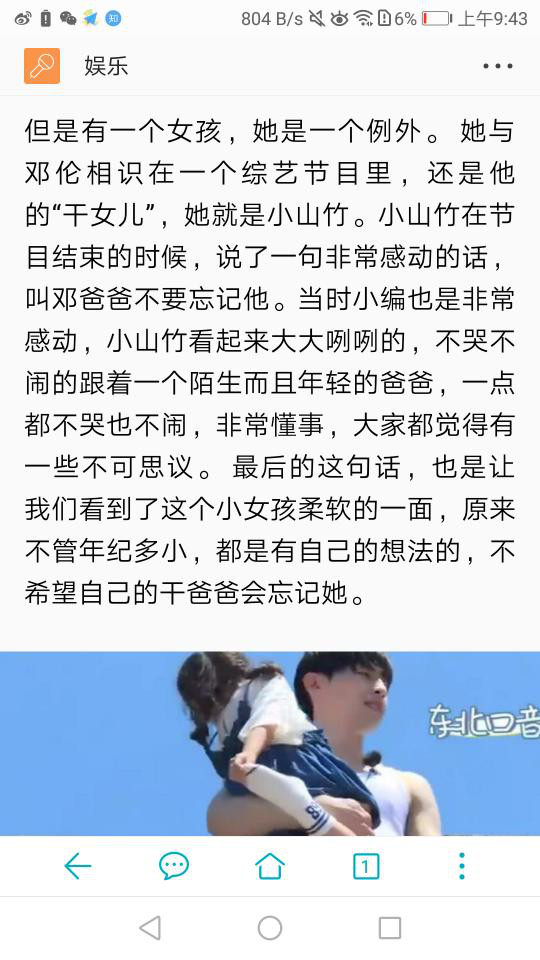 804 B/s 6% 上午9:43
知
娱乐
但是有一个女孩，她是一个例外。 她与
邓伦相识在一个综艺节目里，还是他
的“干女儿”，她就是小山竹。小山竹在节
目结束的时候，说了一句非常感动的话，
叫邓爸爸不要忘记他。当时小编也是非常
感动，小山竹看起来大大咧咧的，不哭不
闹的跟着一个陌生而且年轻的爸爸，一点
都不哭也不闹，非常懂事，大家都觉得有
一些不可思议。 最后的这句话，也是让
我们看到了这个小女孩柔软的一面，原来
不管年纪多小，都是有自己的想法的，不
希望自己的干爸爸会忘记她。
东北口音
1